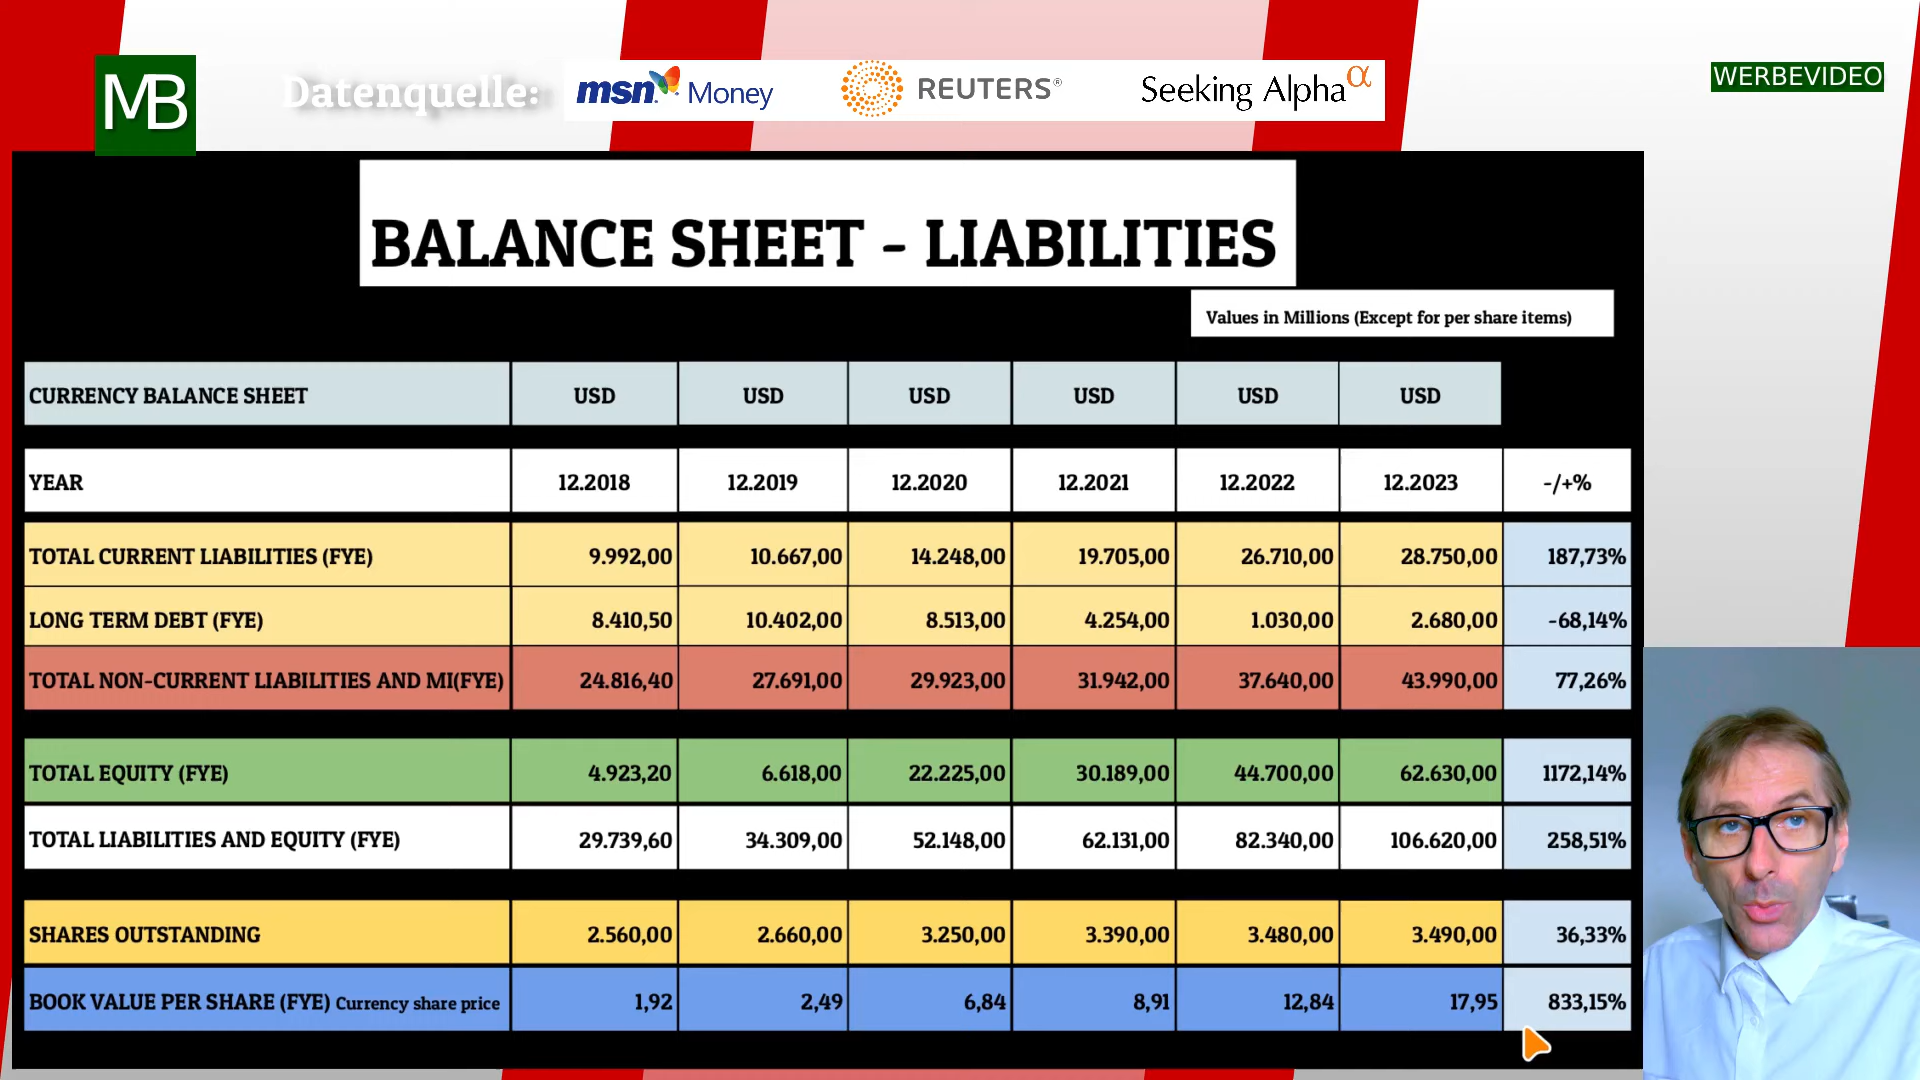 MB
Datenquelle:
msn Money
REUTERS®
Seeking Alpha α
WERBEVIDEO
BALANCE SHEET - LIABILITIES
Values in Millions (Except for per share items)
CURRENCY BALANCE SHEET USD USD USD USD USD USD
YEAR 12.2018 12.2019 12.2020 12.2021 12.2022 12.2023 -/+%
TOTAL CURRENT LIABILITIES (FYE) 9.992,00 10.667,00 14.248,00 19.705,00 26.710,00 28.750,00 187,73%
LONG TERM DEBT (FYE) 8.410,50 10.402,00 8.513,00 4.254,00 1.030,00 2.680,00 -68,14%
TOTAL NON-CURRENT LIABILITIES AND MI(FYE) 24.816,40 27.691,00 29.923,00 31.942,00 37.640,00 43.990,00 77,26%
TOTAL EQUITY (FYE) 4.923,20 6.618,00 22.225,00 30.189,00 44.700,00 62.630,00 1172,14%
TOTAL LIABILITIES AND EQUITY (FYE) 29.739,60 34.309,00 52.148,00 62.131,00 82.340,00 106.620,00 258,51%
SHARES OUTSTANDING 2.560,00 2.660,00 3.250,00 3.390,00 3.480,00 3.490,00 36,33%
BOOK VALUE PER SHARE (FYE) Currency share price 1,92 2,49 6,84 8,91 12,84 17,95 833,15%